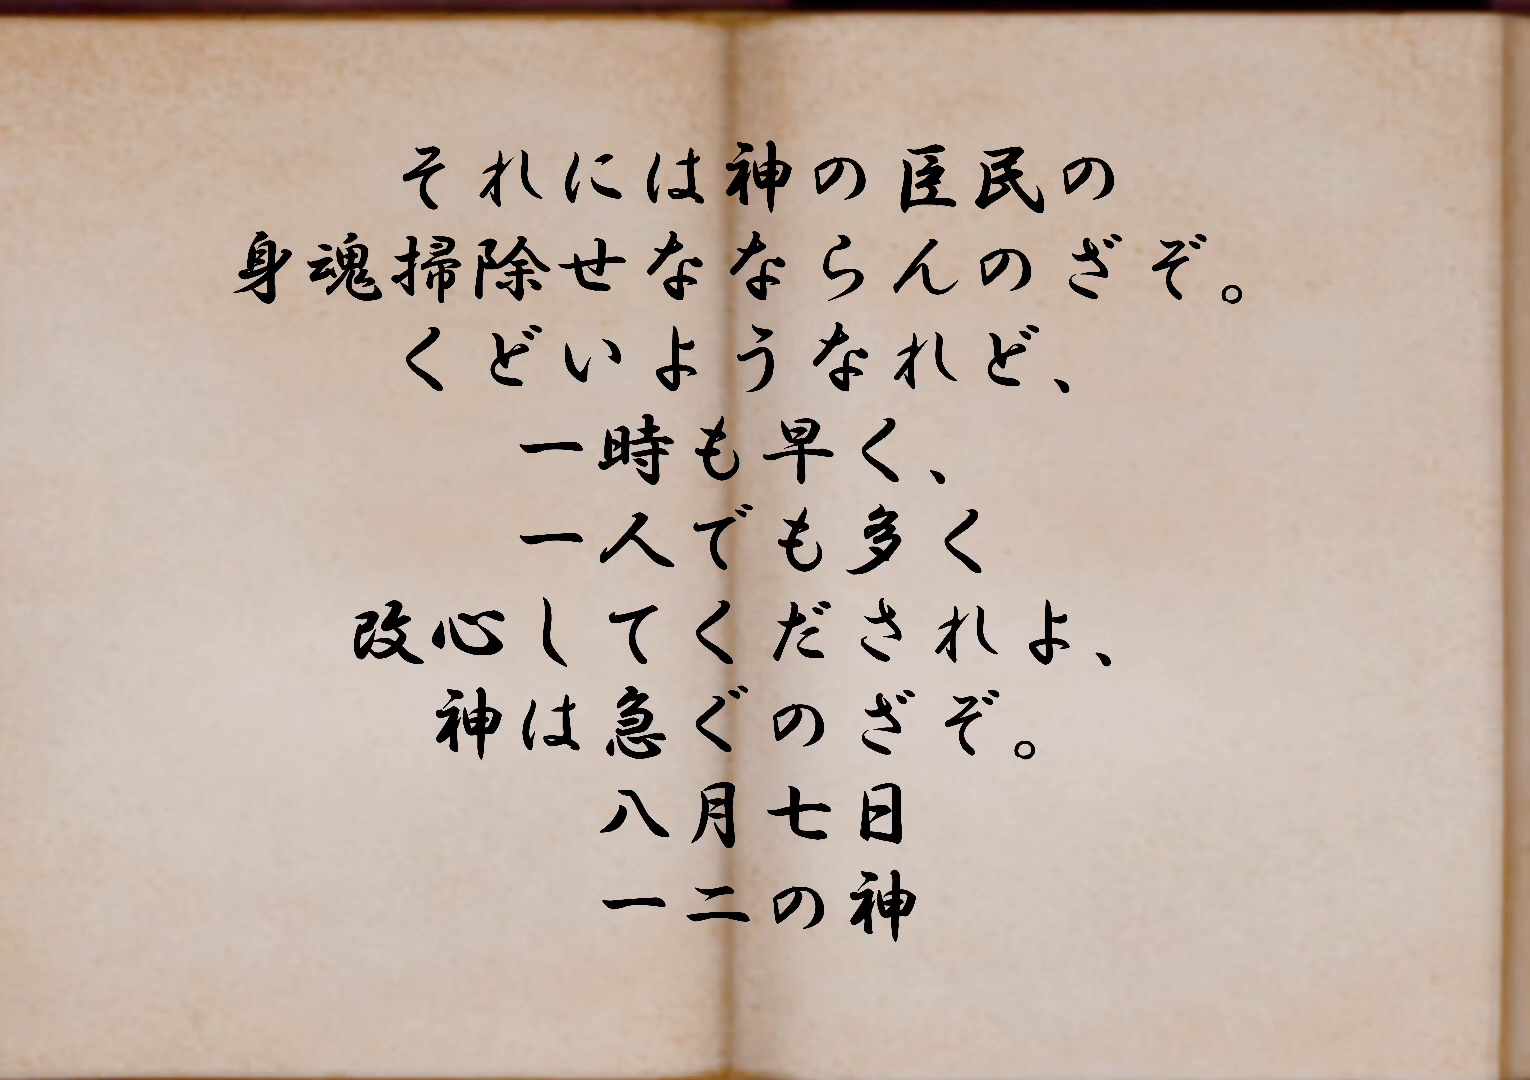 それには神の臣民の
身魂掃除せなならんのざぞ。
くどいようなれど、
一時も早く、
一人でも多く
改心してくだされよ、
神は急ぐのざぞ。
八月七日
一二の神